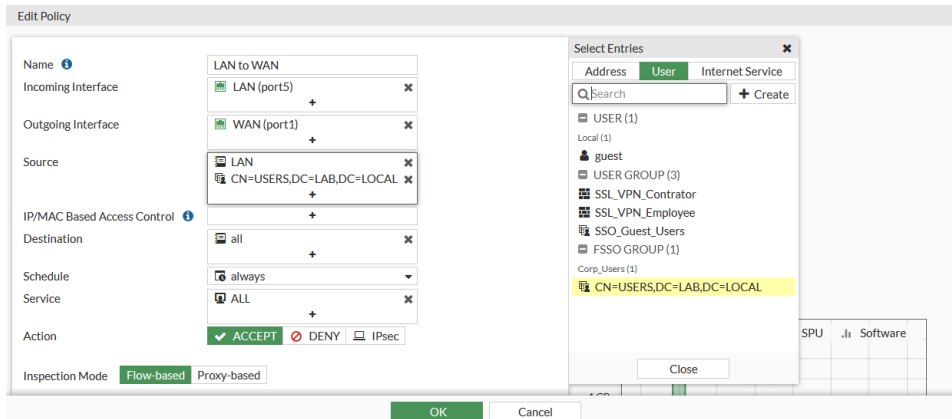 Edit Policy
Name
LAN to WAN
Incoming Interface
LAN (port5)
+
Outgoing Interface
WAN (port1)
+
Source
LAN
CN=USERS,DC=LAB,DC=LOCAL
+
IP/MAC Based Access Control
+
Destination
all
+
Schedule
always
Service
ALL
+
Action
ACCEPT DENY IPsec
Inspection Mode Flow-based Proxy-based
Select Entries
Address User Internet Service
Search
+ Create
USER (1)
Local (1)
guest
USER GROUP (3)
SSL_VPN_Contrator
SSL_VPN_Employee
SSO_Guest_Users
FSSO GROUP (1)
Corp_Users (1)
CN=USERS,DC=LAB,DC=LOCAL
Close
SPU Software
OK Cancel